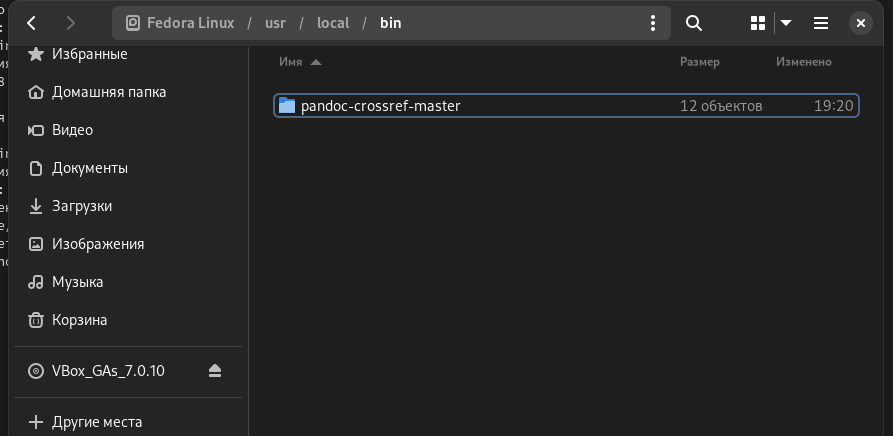 Fedora Linux / usr / local / bin
Имя Размер Изменено
pandoc-crossref-master 12 объектов 19:20
Избранные
Домашняя папка
Видео
Документы
Загрузки
Изображения
Музыка
Корзина
VBox_GAs_7.0.10
Другие места